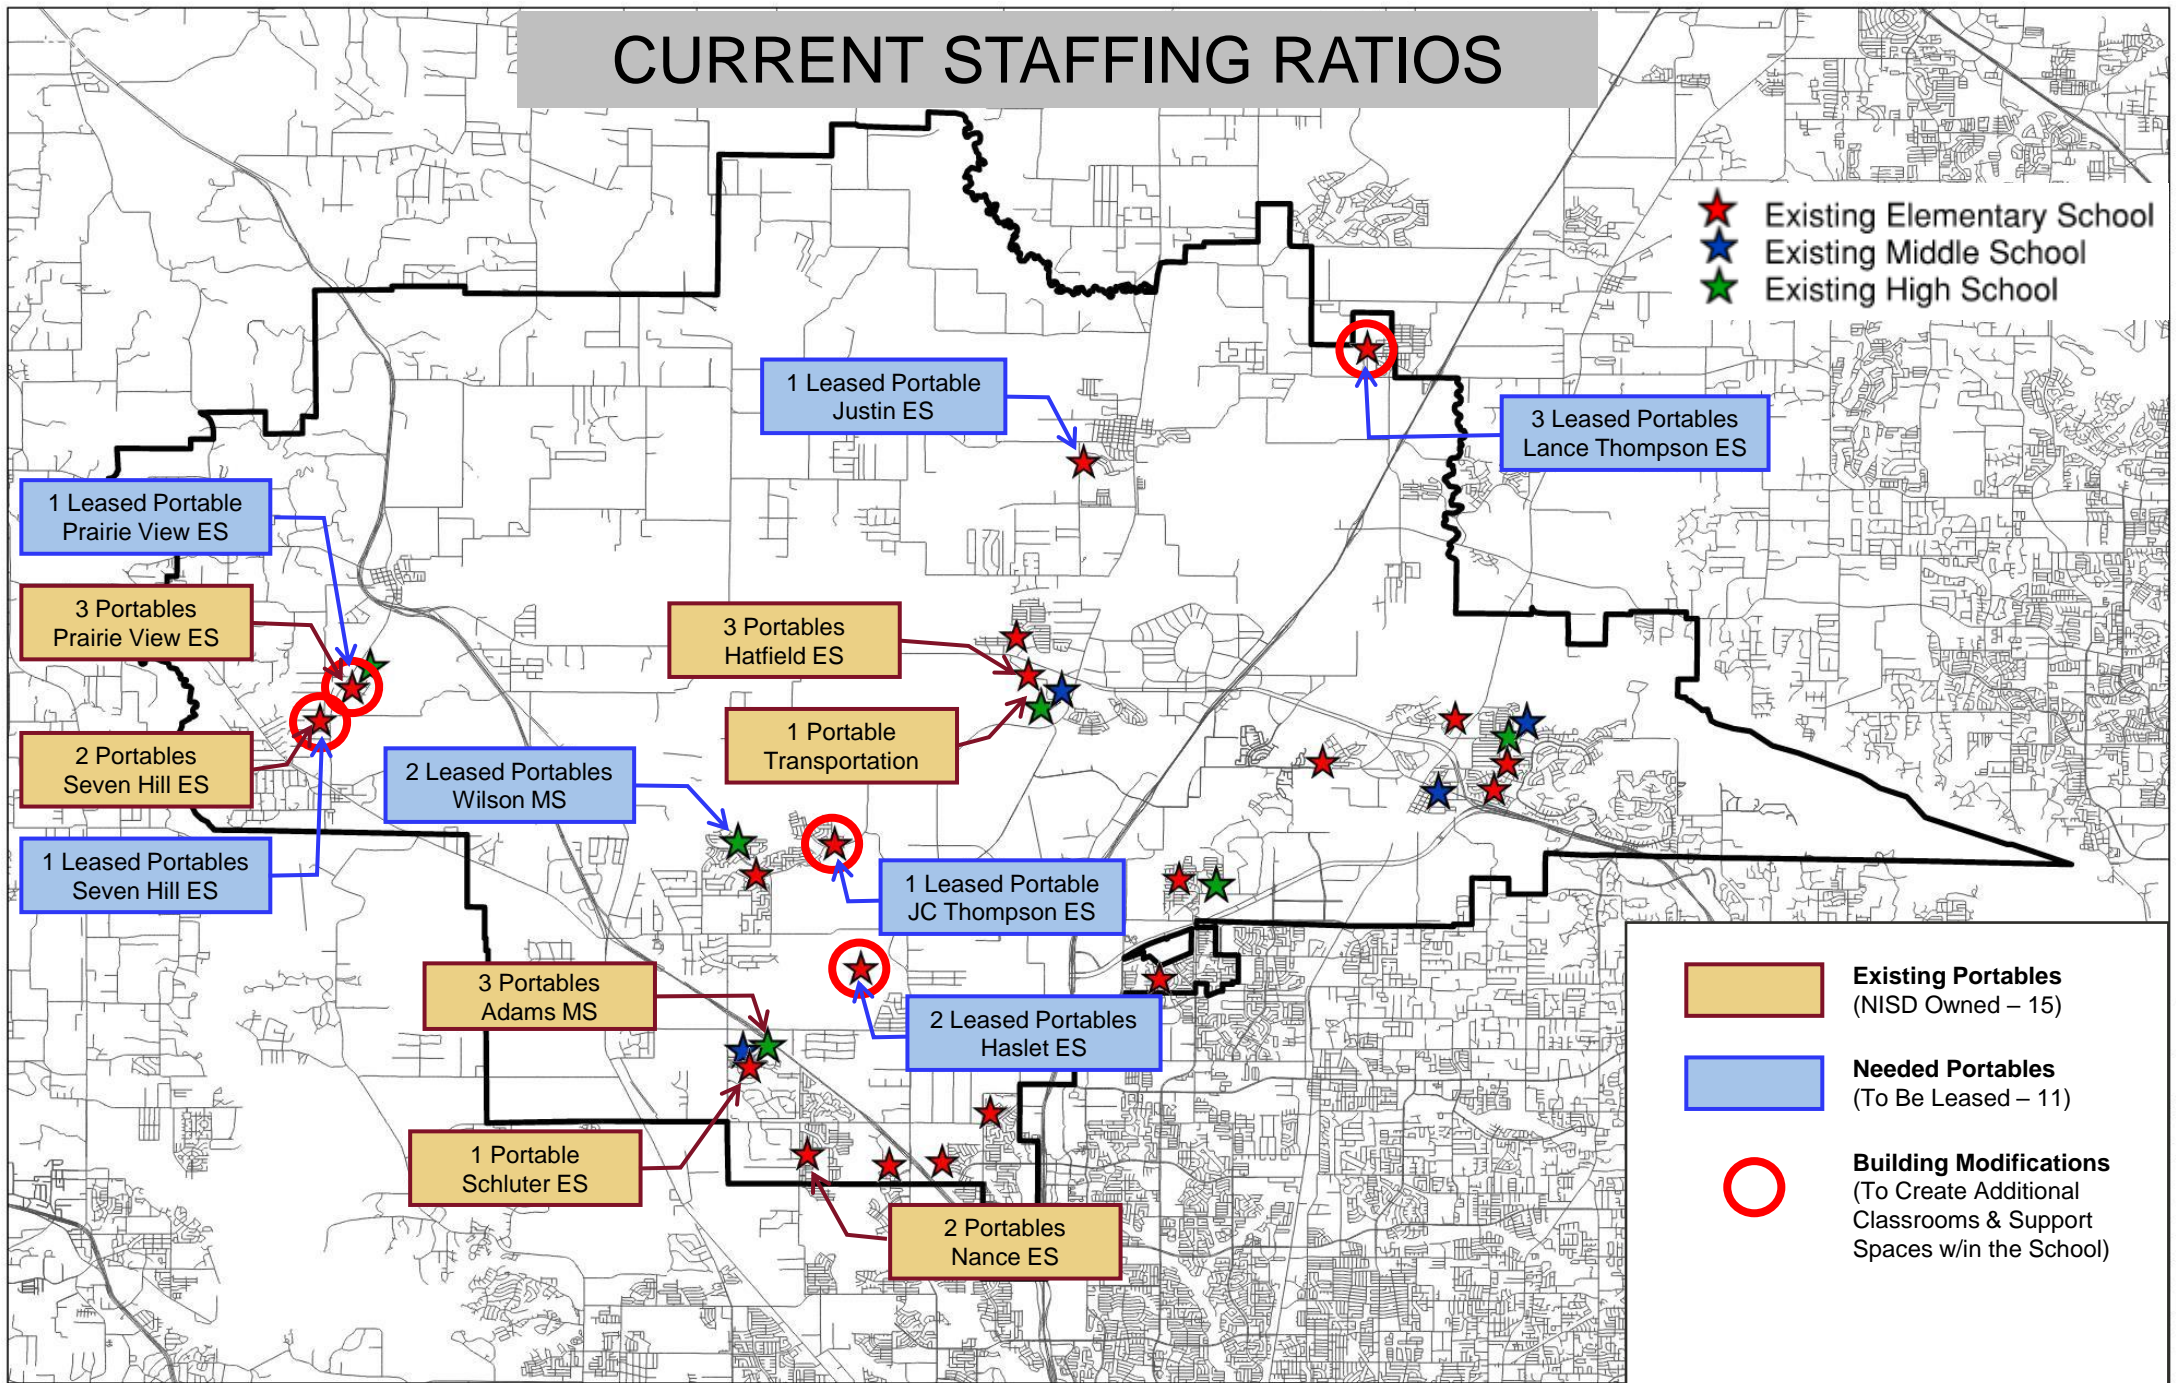 CURRENT STAFFING RATIOS
Existing Elementary School
Existing Middle School
Existing High School
1 Leased Portable
Justin ES
3 Leased Portables
Lance Thompson ES
1 Leased Portable
Prairie View ES
3 Portables
Prairie View ES
3 Portables
Hatfield ES
1 Portable
Transportation
2 Portables
Seven Hill ES
2 Leased Portables
Wilson MS
1 Leased Portables
Seven Hill ES
1 Leased Portable
JC Thompson ES
3 Portables
Adams MS
2 Leased Portables
Haslet ES
1 Portable
Schluter ES
2 Portables
Nance ES
Existing Portables
(NISD Owned – 15)
Needed Portables
(To Be Leased – 11)
Building Modifications
(To Create Additional
Classrooms & Support
Spaces w/in the School)